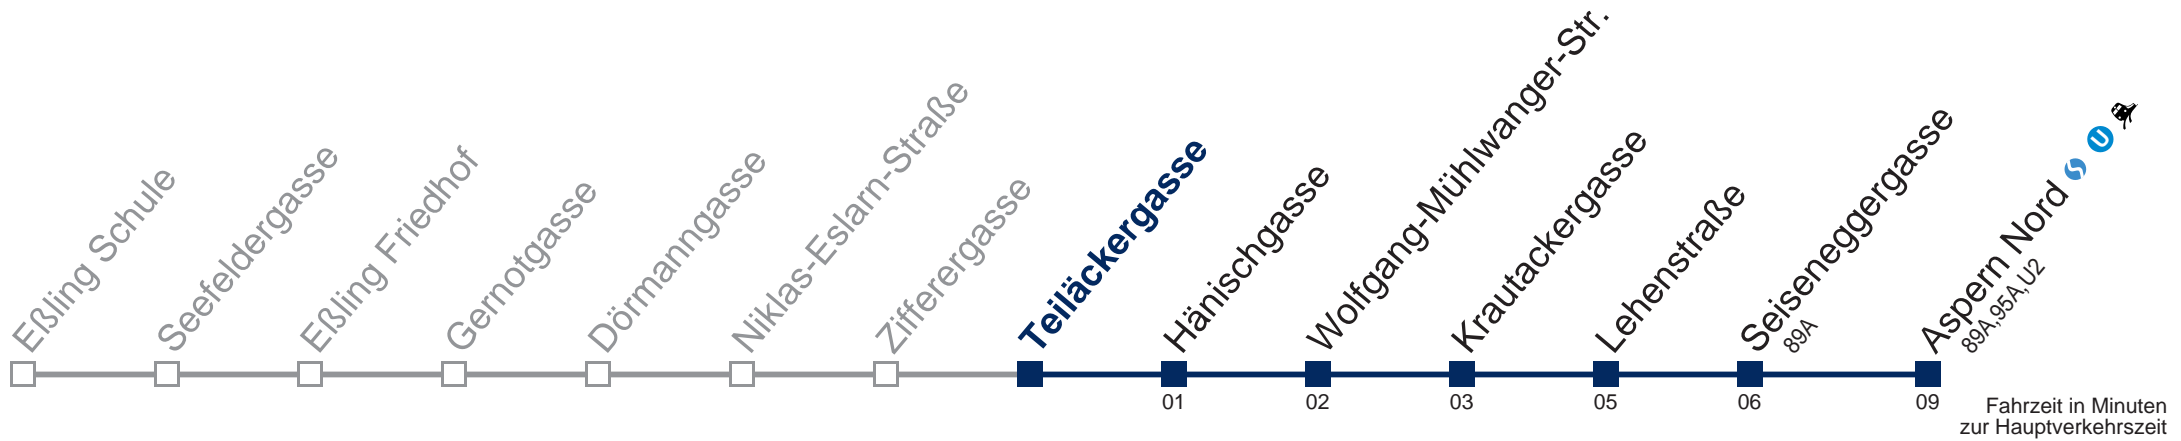 Eßling Schule
Seefeldergasse
Eßling Friedhof
Gernotgasse
Dörmanngasse
Niklas-Eslarn-Straße
Ziffererergasse
Teiläckergasse
Hänischgasse
Wolfgang-Mühlwanger-Str.
Krautackergasse
Lehenstraße
Seiseneggergasse
89A
Aspern Nord
U
89A,95A,U2
01
02
03
05
06
09
Fahrzeit in Minuten
zur Hauptverkehrszeit